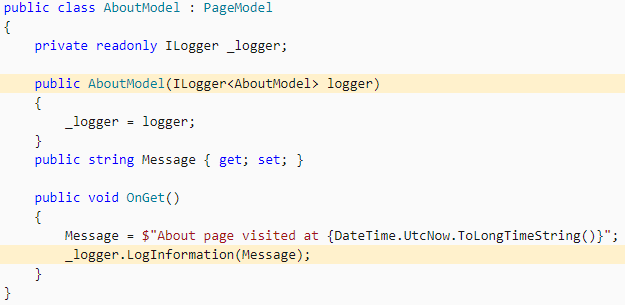 public class AboutModel : PageModel
{
    private readonly ILogger _logger;

    public AboutModel(ILogger<AboutModel> logger)
    {
        _logger = logger;
    }
    public string Message { get; set; }

    public void OnGet()
    {
        Message = $"About page visited at {DateTime.UtcNow.ToLongTimeString()}";
        _logger.LogInformation(Message);
    }
}